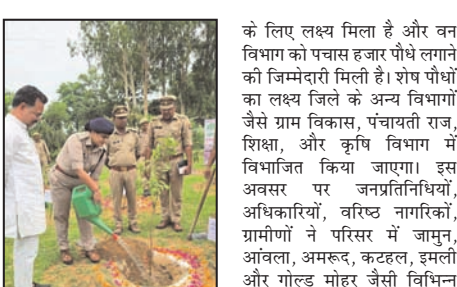 के लिए लक्ष्य मिला है और वन
विभाग को पचास हजार पौधे लगाने
की जिम्मेदारी मिली है। शेष पौधों
का लक्ष्य जिले के अन्य विभागों
जैसे ग्राम विकास, पंचायती राज,
शिक्षा, और कृषि विभाग में
विभाजित किया जाएगा। इस
अवसर पर जनप्रतिनिधियों,
अधिकारियों, वरिष्ठ नागरिकों,
ग्रामीणों ने परिसर में जामुन,
आंवला, अमरूद, कटहल, इमली
और गोल्ड मोहर जैसी विभिन्न